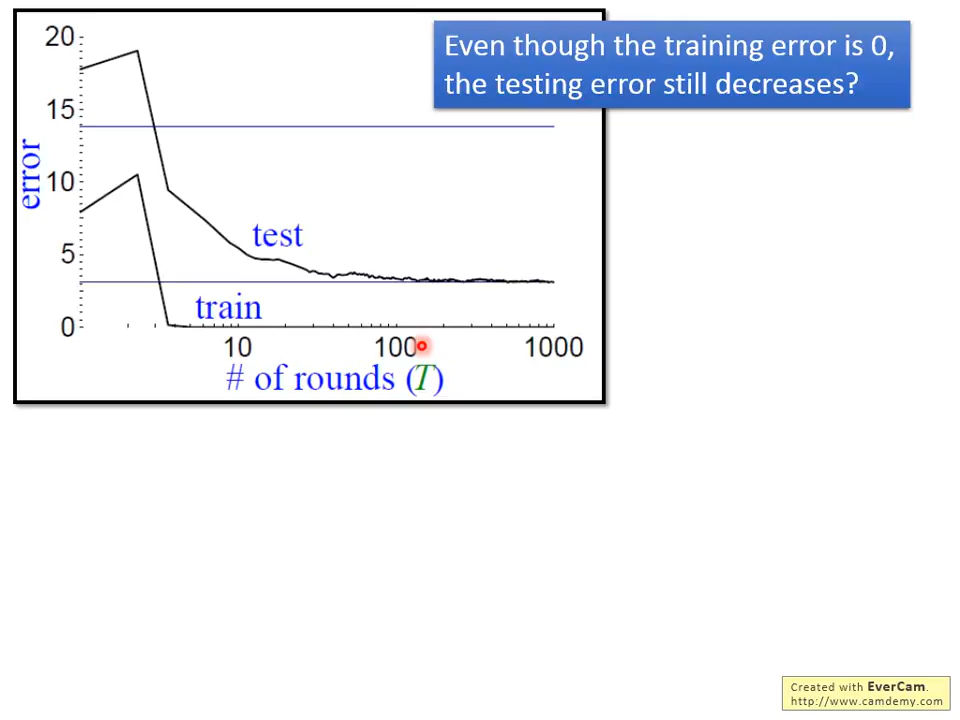 Even though the training error is 0,
the testing error still decreases?
20
15
10
5
0
error
test
train
10
100
1000
# of rounds (T)
Created with EverCam.
http://www.camdemy.com